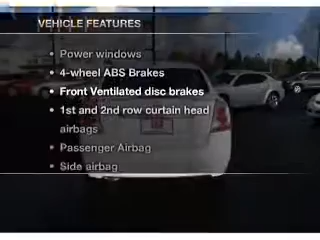 VEHICLE FEATURES
• Power windows
• 4-wheel ABS Brakes
• Front Ventilated disc brakes
• 1st and 2nd row curtain head
airbags
• Passenger Airbag
• Side airbag